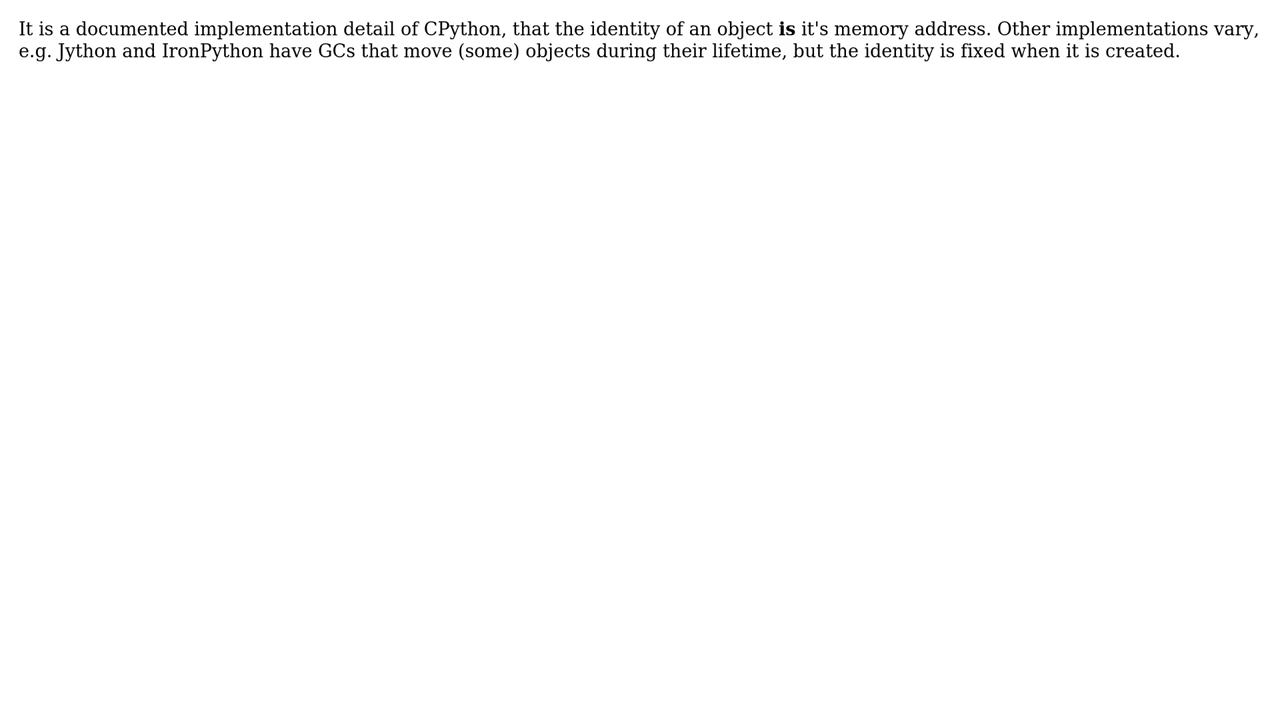 It is a documented implementation detail of CPython, that the identity of an object is it's memory address. Other implementations vary,
e.g. Jython and IronPython have GCs that move (some) objects during their lifetime, but the identity is fixed when it is created.